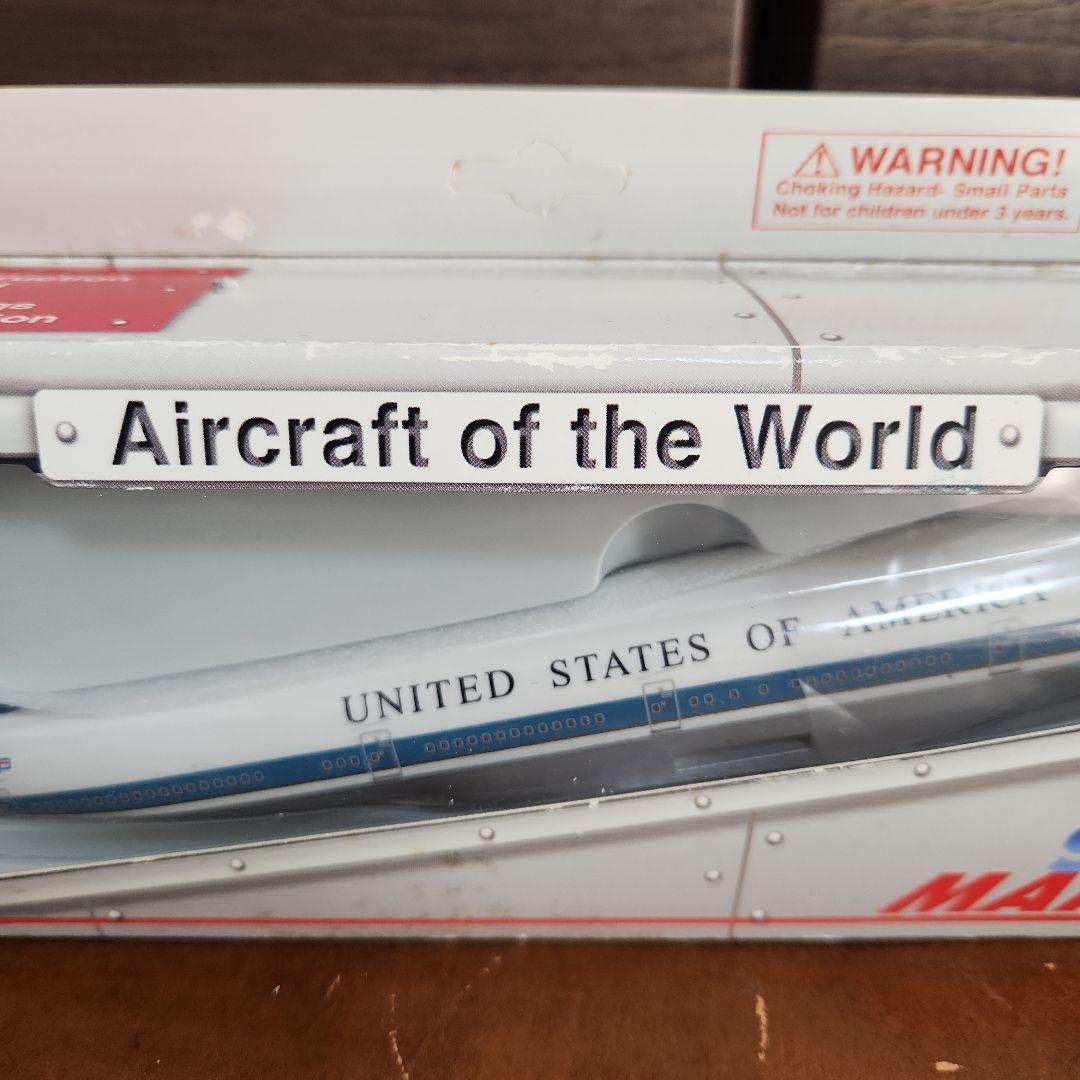 WARNING!
Choking Hazard- Small Parts
Not for children under 3 years.
Aircraft of the World
UNITED STATES OF AMERICA